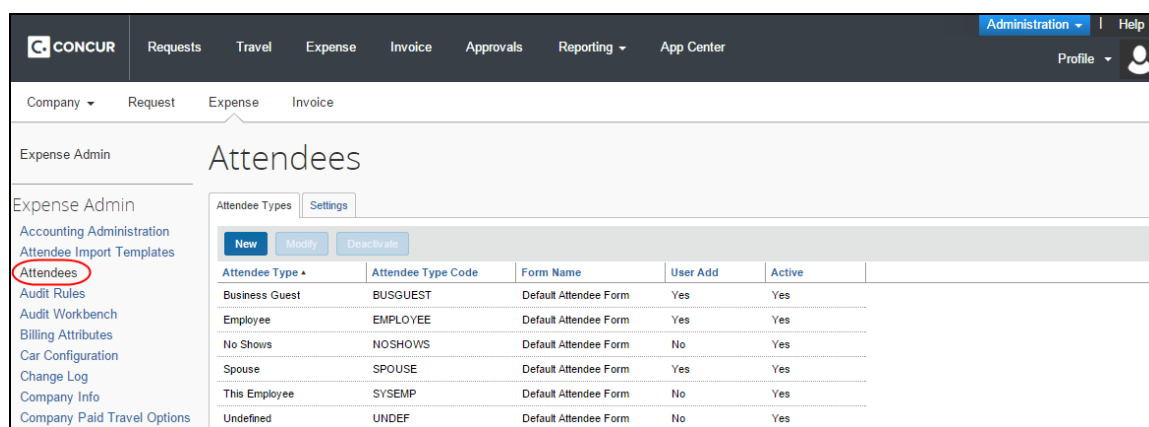 Administration | Help
C. CONCUR Requests Travel Expense Invoice Approvals Reporting App Center
Profile
Company Request Expense Invoice
Expense Admin
Attendees
Expense Admin
Accounting Administration
Attendee Import Templates
Attendees
Audit Rules
Audit Workbench
Billing Attributes
Car Configuration
Change Log
Company Info
Company Paid Travel Options
Attendee Types Settings
New Modify Deactivate
Attendee Type Attendee Type Code Form Name User Add Active
Business Guest BUSGUEST Default Attendee Form Yes Yes
Employee EMPLOYEE Default Attendee Form Yes Yes
No Shows NOSHOWS Default Attendee Form No Yes
Spouse SPOUSE Default Attendee Form Yes Yes
This Employee SYSEMP Default Attendee Form No Yes
Undefined UNDEF Default Attendee Form No Yes